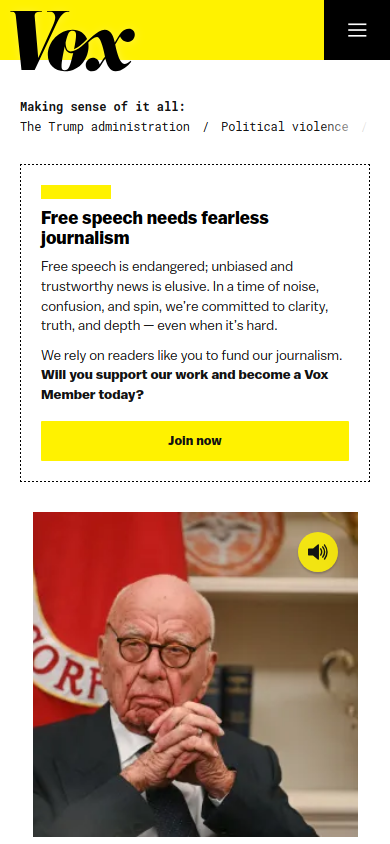 Vox
Making sense of it all:
The Trump administration / Political violence /
Free speech needs fearless
journalism
Free speech is endangered; unbiased and
trustworthy news is elusive. In a time of noise,
confusion, and spin, we’re committed to clarity,
truth, and depth — even when it’s hard.
We rely on readers like you to fund our journalism.
Will you support our work and become a Vox
Member today?
Join now
CORP